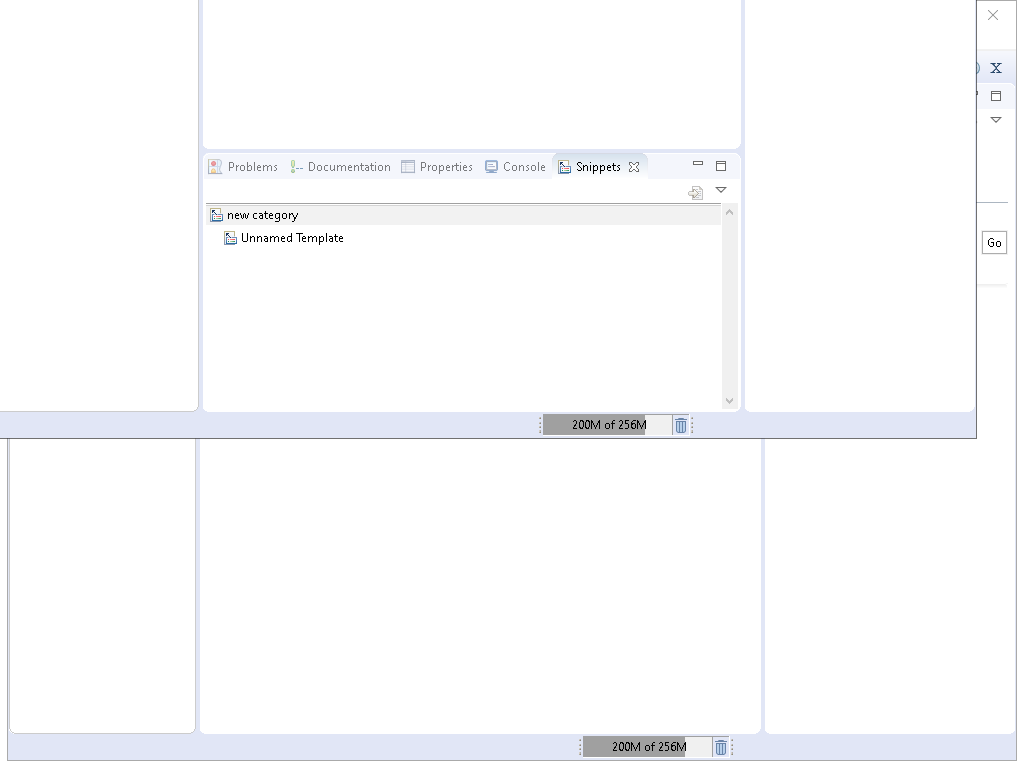 X
Problems Documentation Properties Console Snippets
new category
Unnamed Template
Go
200M of 256M
200M of 256M